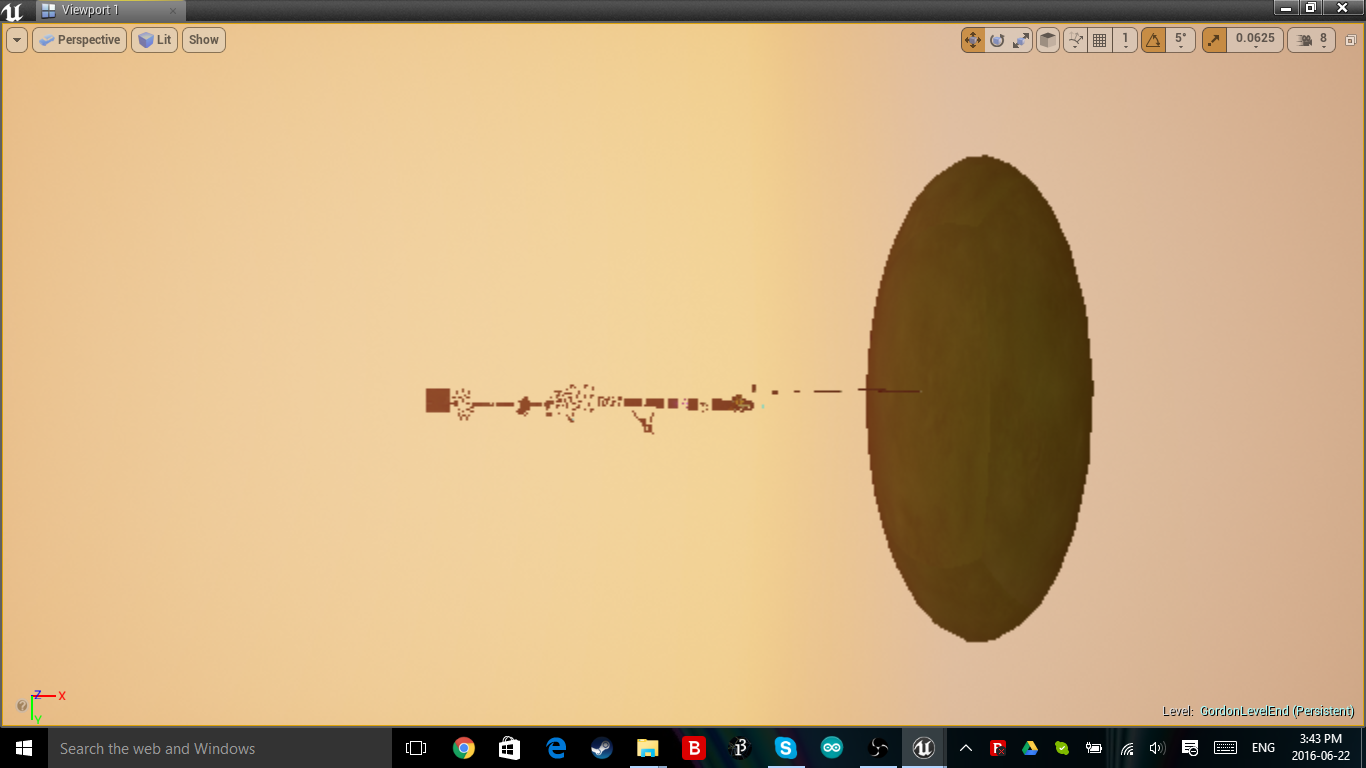 Viewport 1
Perspective Lit Show 1 5° 0.0625 8
Z X
Y
Level: GordonLevelEnd (Persistent)
Search the web and Windows
ENG
3:43 PM
2016-06-22